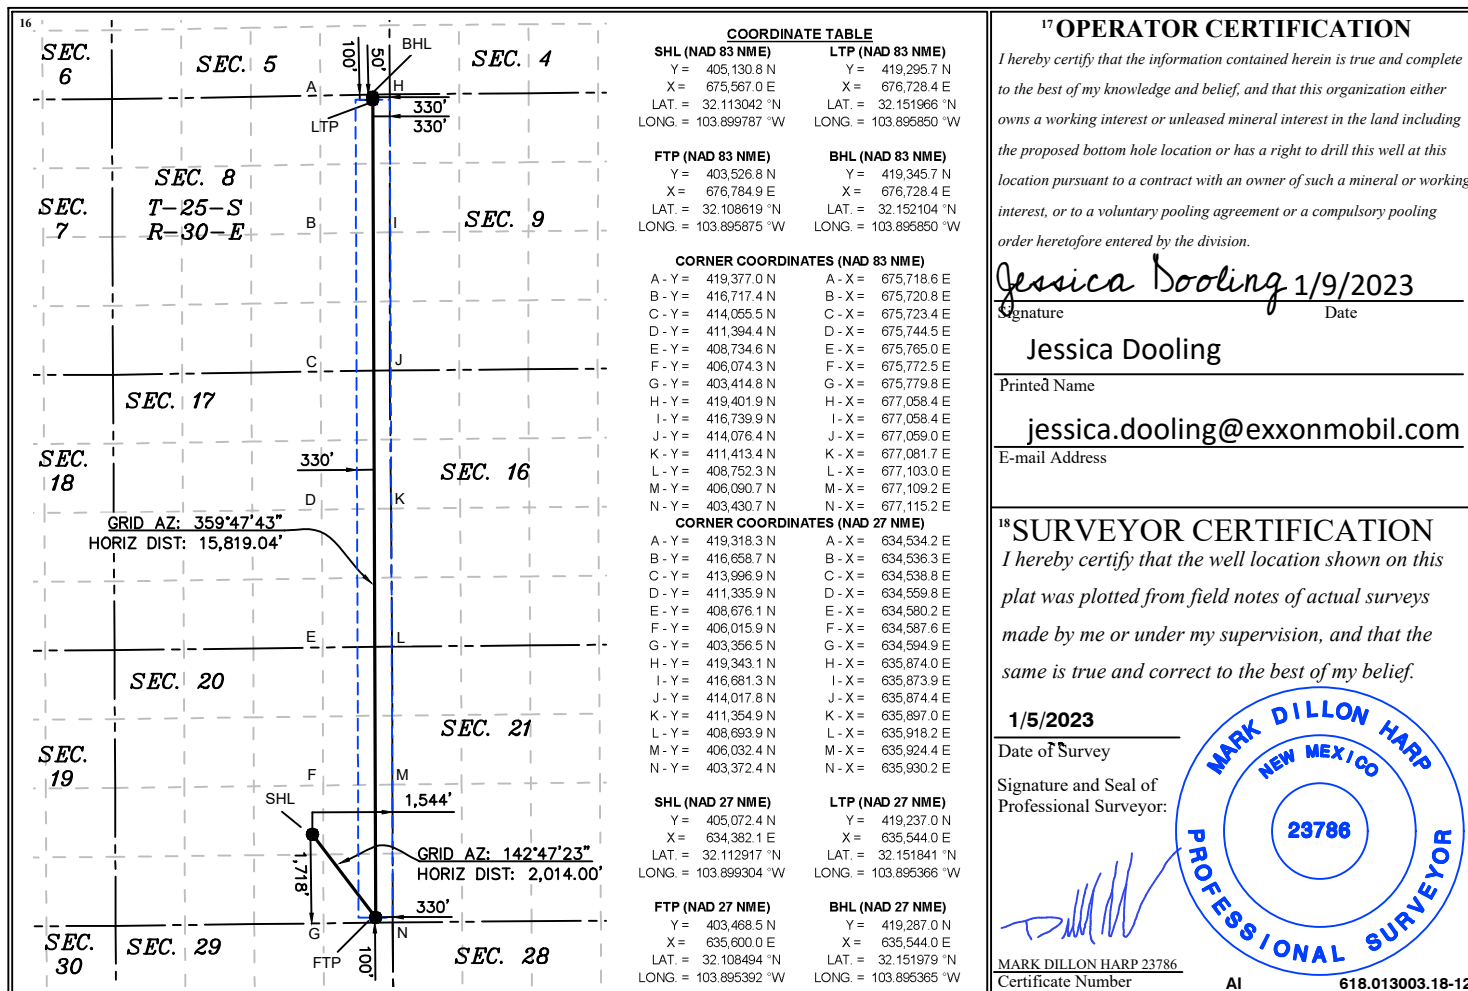 16
SEC. 6
SEC. 5
100'
50'
BHL
SEC. 4
A
H
330'
330'
LTP
SEC. 8
T-25-S
R-30-E
SEC. 7
B
I
SEC. 9
C
J
SEC. 17
SEC. 18
330'
SEC. 16
D
K
GRID AZ: 359°47'43"
HORIZ DIST: 15,819.04'
E
L
SEC. 20
SEC. 21
SEC. 19
F
M
SHL
1,544'
1,718'
GRID AZ: 142°47'23"
HORIZ DIST: 2,014.00'
330'
G
N
SEC. 30
SEC. 29
FTP
100'
SEC. 28
COORDINATE TABLE
SHL (NAD 83 NME)
Y = 405,130.8 N
X = 675,567.0 E
LAT. = 32.113042 °N
LONG. = 103.899787 °W
LTP (NAD 83 NME)
Y = 419,295.7 N
X = 676,728.4 E
LAT. = 32.151966 °N
LONG. = 103.895850 °W
FTP (NAD 83 NME)
Y = 403,526.8 N
X = 676,784.9 E
LAT. = 32.108619 °N
LONG. = 103.895875 °W
BHL (NAD 83 NME)
Y = 419,345.7 N
X = 676,728.4 E
LAT. = 32.152104 °N
LONG. = 103.895850 °W
CORNER COORDINATES (NAD 83 NME)
A - Y = 419,377.0 N A - X = 675,718.6 E
B - Y = 416,717.4 N B - X = 675,720.8 E
C - Y = 414,055.5 N C - X = 675,723.4 E
D - Y = 411,394.4 N D - X = 675,744.5 E
E - Y = 408,734.6 N E - X = 675,765.0 E
F - Y = 406,074.3 N F - X = 675,772.5 E
G - Y = 403,414.8 N G - X = 675,779.8 E
H - Y = 419,401.9 N H - X = 677,058.4 E
I - Y = 416,739.9 N I - X = 677,058.4 E
J - Y = 414,076.4 N J - X = 677,059.0 E
K - Y = 411,413.4 N K - X = 677,081.7 E
L - Y = 408,752.3 N L - X = 677,103.0 E
M - Y = 406,090.7 N M - X = 677,109.2 E
N - Y = 403,430.7 N N - X = 677,115.2 E
CORNER COORDINATES (NAD 27 NME)
A - Y = 419,318.3 N A - X = 634,534.2 E
B - Y = 416,658.7 N B - X = 634,536.3 E
C - Y = 413,996.9 N C - X = 634,538.8 E
D - Y = 411,335.9 N D - X = 634,559.8 E
E - Y = 408,676.1 N E - X = 634,580.2 E
F - Y = 406,015.9 N F - X = 634,587.6 E
G - Y = 403,356.5 N G - X = 634,594.9 E
H - Y = 419,343.1 N H - X = 635,874.0 E
I - Y = 416,681.3 N I - X = 635,873.9 E
J - Y = 414,017.8 N J - X = 635,874.4 E
K - Y = 411,354.9 N K - X = 635,897.0 E
L - Y = 408,693.9 N L - X = 635,918.2 E
M - Y = 406,032.4 N M - X = 635,924.4 E
N - Y = 403,372.4 N N - X = 635,930.2 E
SHL (NAD 27 NME)
Y = 405,072.4 N
X = 634,382.1 E
LAT. = 32.112917 °N
LONG. = 103.899304 °W
LTP (NAD 27 NME)
Y = 419,237.0 N
X = 635,544.0 E
LAT. = 32.151841 °N
LONG. = 103.895366 °W
FTP (NAD 27 NME)
Y = 403,468.5 N
X = 635,600.0 E
LAT. = 32.108494 °N
LONG. = 103.895392 °W
BHL (NAD 27 NME)
Y = 419,287.0 N
X = 635,544.0 E
LAT. = 32.151979 °N
LONG. = 103.895365 °W
17 OPERATOR CERTIFICATION
I hereby certify that the information contained herein is true and complete
to the best of my knowledge and belief, and that this organization either
owns a working interest or unleased mineral interest in the land including
the proposed bottom hole location or has a right to drill this well at this
location pursuant to a contract with an owner of such a mineral or working
interest, or to a voluntary pooling agreement or a compulsory pooling
order heretofore entered by the division.
Jessica Dooling 1/9/2023
Signature Date
Jessica Dooling
Printed Name
jessica.dooling@exxonmobil.com
E-mail Address
18 SURVEYOR CERTIFICATION
I hereby certify that the well location shown on this
plat was plotted from field notes of actual surveys
made by me or under my supervision, and that the
same is true and correct to the best of my belief.
1/5/2023
Date of Survey
Signature and Seal of
Professional Surveyor:
MARK DILLON HARP
NEW MEXICO
23786
PROFESSIONAL SURVEYOR
MARK DILLON HARP 23786
Certificate Number
AI
618.013003.18-12